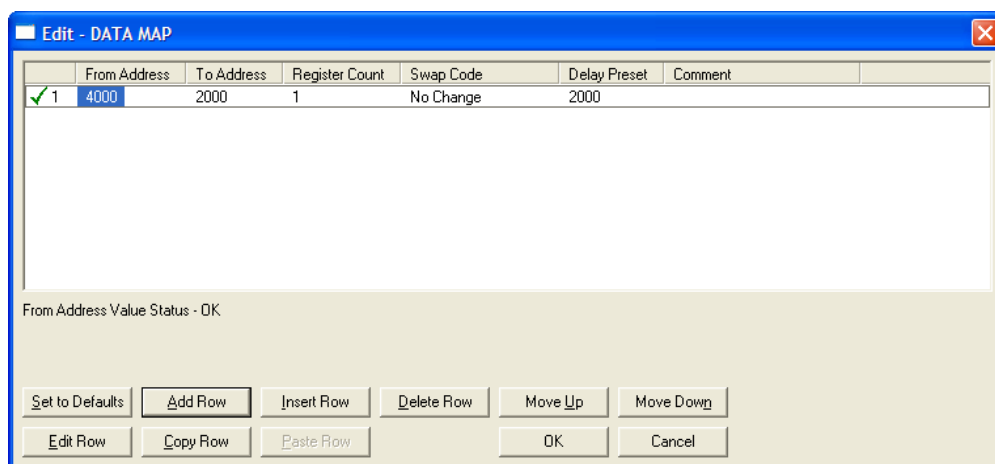 Edit - DATA MAP
From Address To Address Register Count Swap Code Delay Preset Comment
1 4000 2000 1 No Change 2000
From Address Value Status - OK
Set to Defaults Add Row Insert Row Delete Row Move Up Move Down
Edit Row Copy Row Paste Row OK Cancel